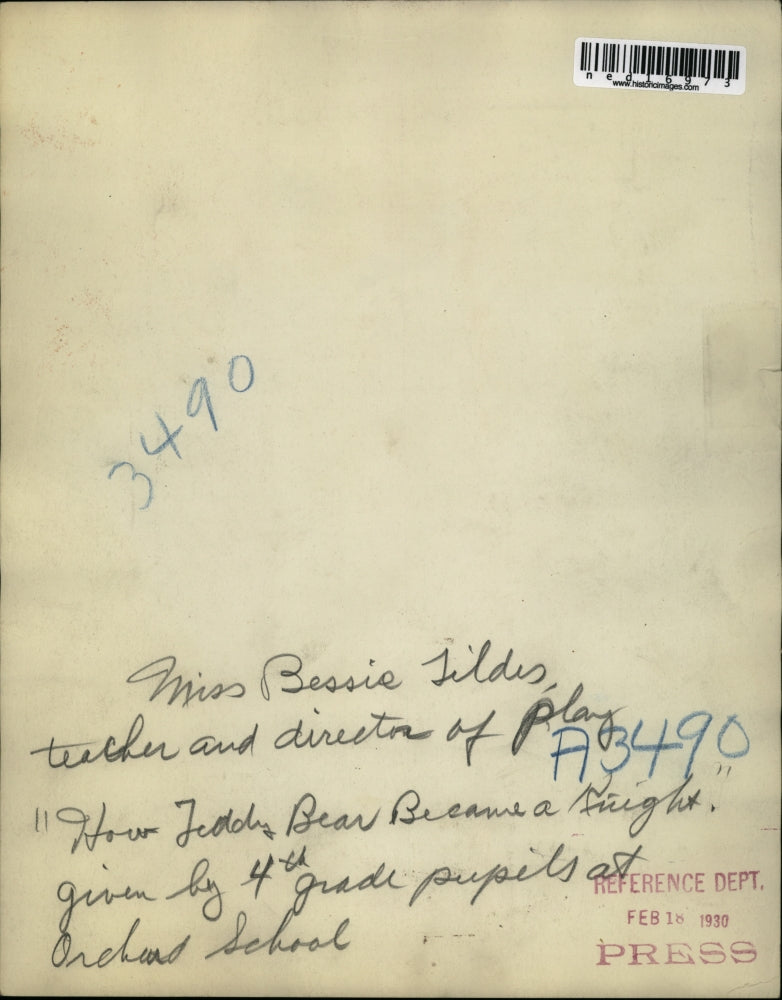 ned16973
www.historicimages.com
3490
Miss Bessie Tildes,
teacher and director of play
A3490
"How Teddy Bear Became a Knight."
given by 4th grade pupils at
Orchard School
REFERENCE DEPT.
FEB 18 1930
PRESS